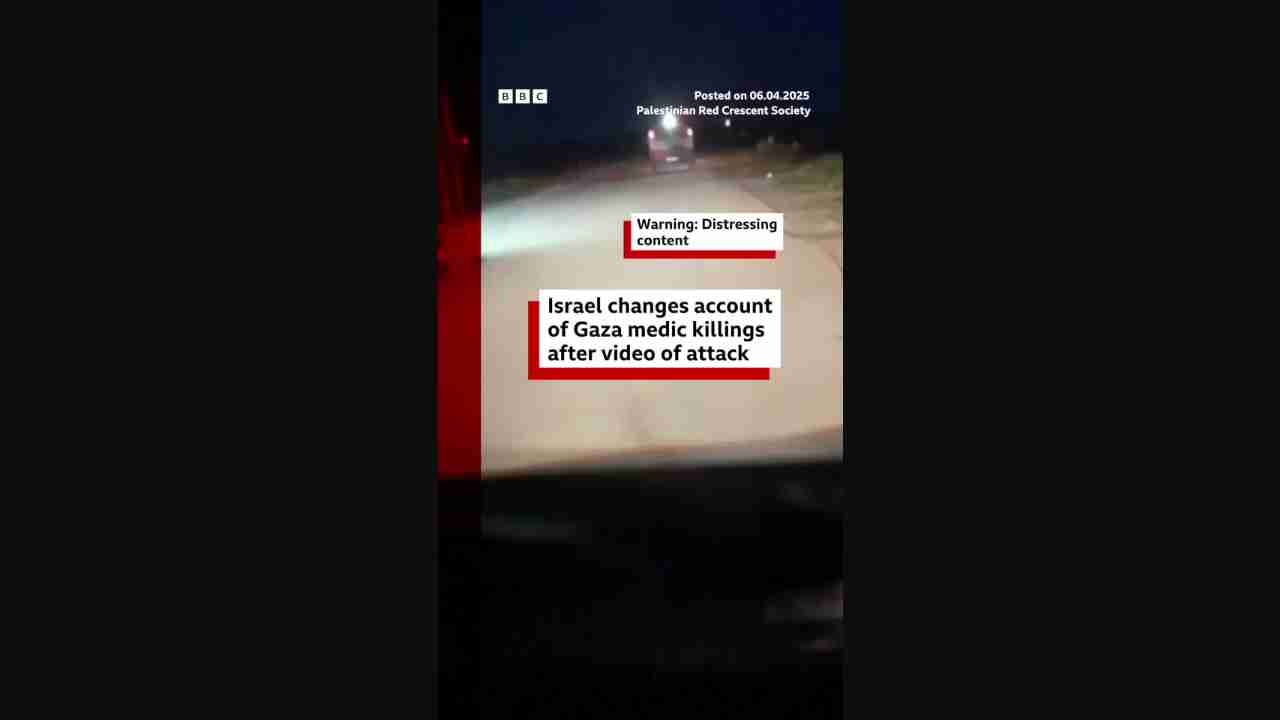 BBC
Posted on 06.04.2025
Palestinian Red Crescent Society
Warning: Distressing
content
Israel changes account
of Gaza medic killings
after video of attack